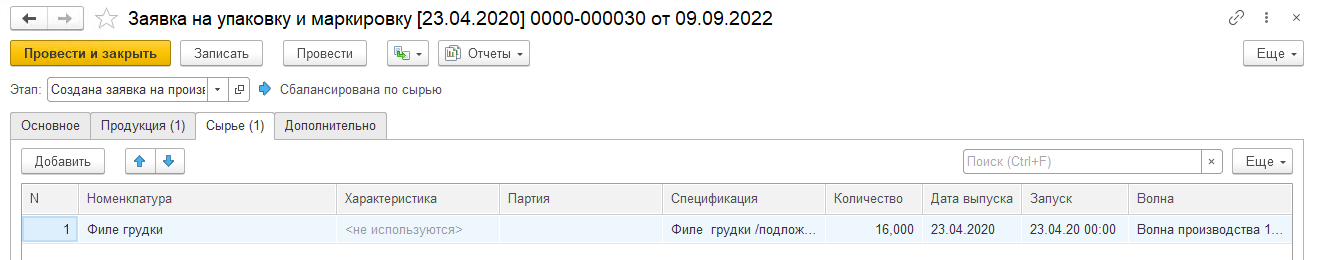 Заявка на упаковку и маркировку [23.04.2020] 0000-000030 от 09.09.2022
Провести и закрыть Записать Провести Отчеты Еще
Этап: Создана заявка на произв Сбалансирована по сырью
Основное Продукция (1) Сырье (1) Дополнительно
Добавить Поиск (Ctrl+F) × Еще
N Номенклатура Характеристика Партия Спецификация Количество Дата выпуска Запуск Волна
1 Филе грудки <не используются> Филе грудки /подлож... 16,000 23.04.2020 23.04.20 00:00 Волна производства 1...